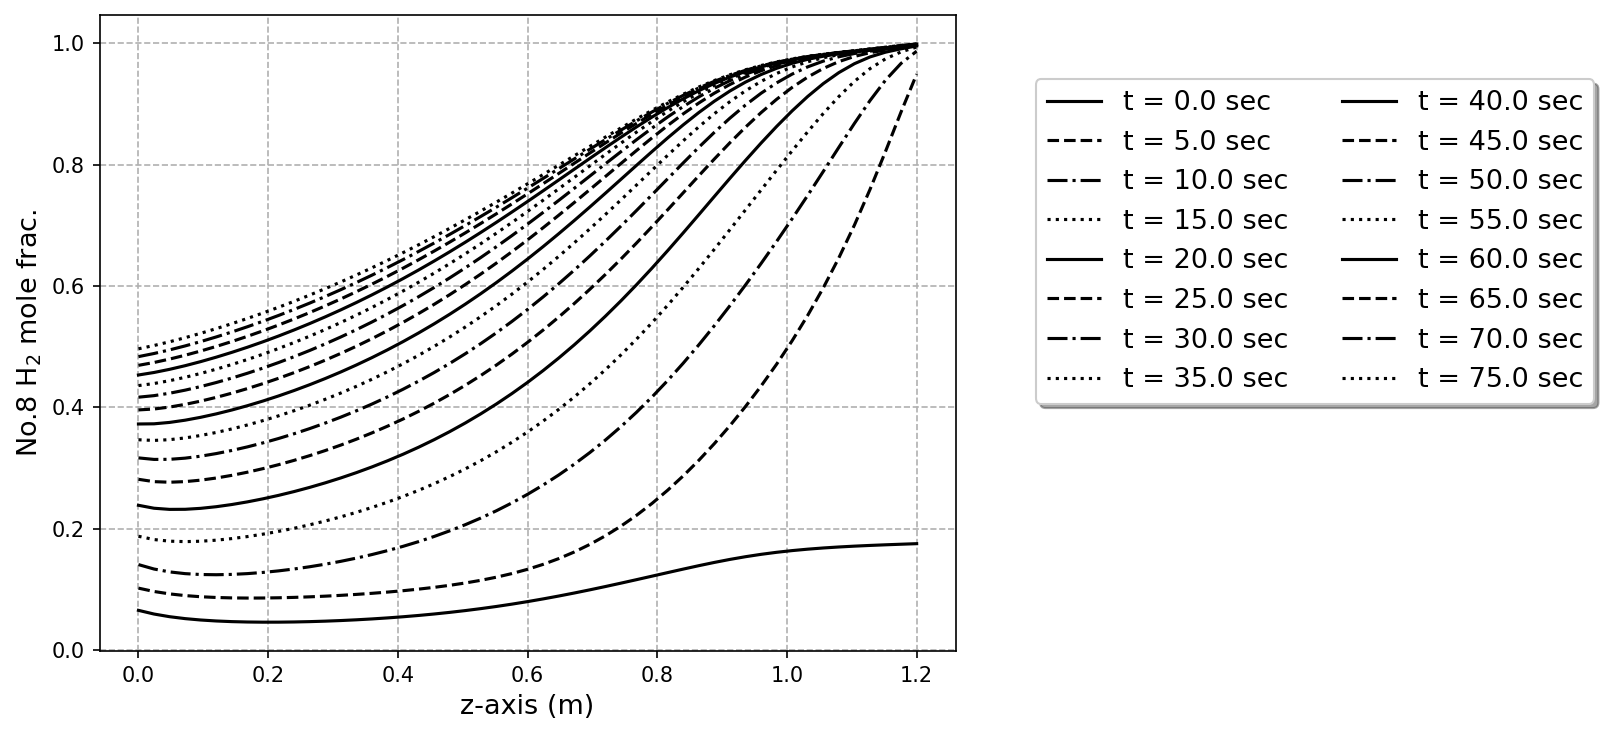 No.8 H₂ mole frac.
1.0
0.8
0.6
0.4
0.2
0.0
0.0 0.2 0.4 0.6 0.8 1.0 1.2
z-axis (m)
t = 0.0 sec
t = 5.0 sec
t = 10.0 sec
t = 15.0 sec
t = 20.0 sec
t = 25.0 sec
t = 30.0 sec
t = 35.0 sec
t = 40.0 sec
t = 45.0 sec
t = 50.0 sec
t = 55.0 sec
t = 60.0 sec
t = 65.0 sec
t = 70.0 sec
t = 75.0 sec